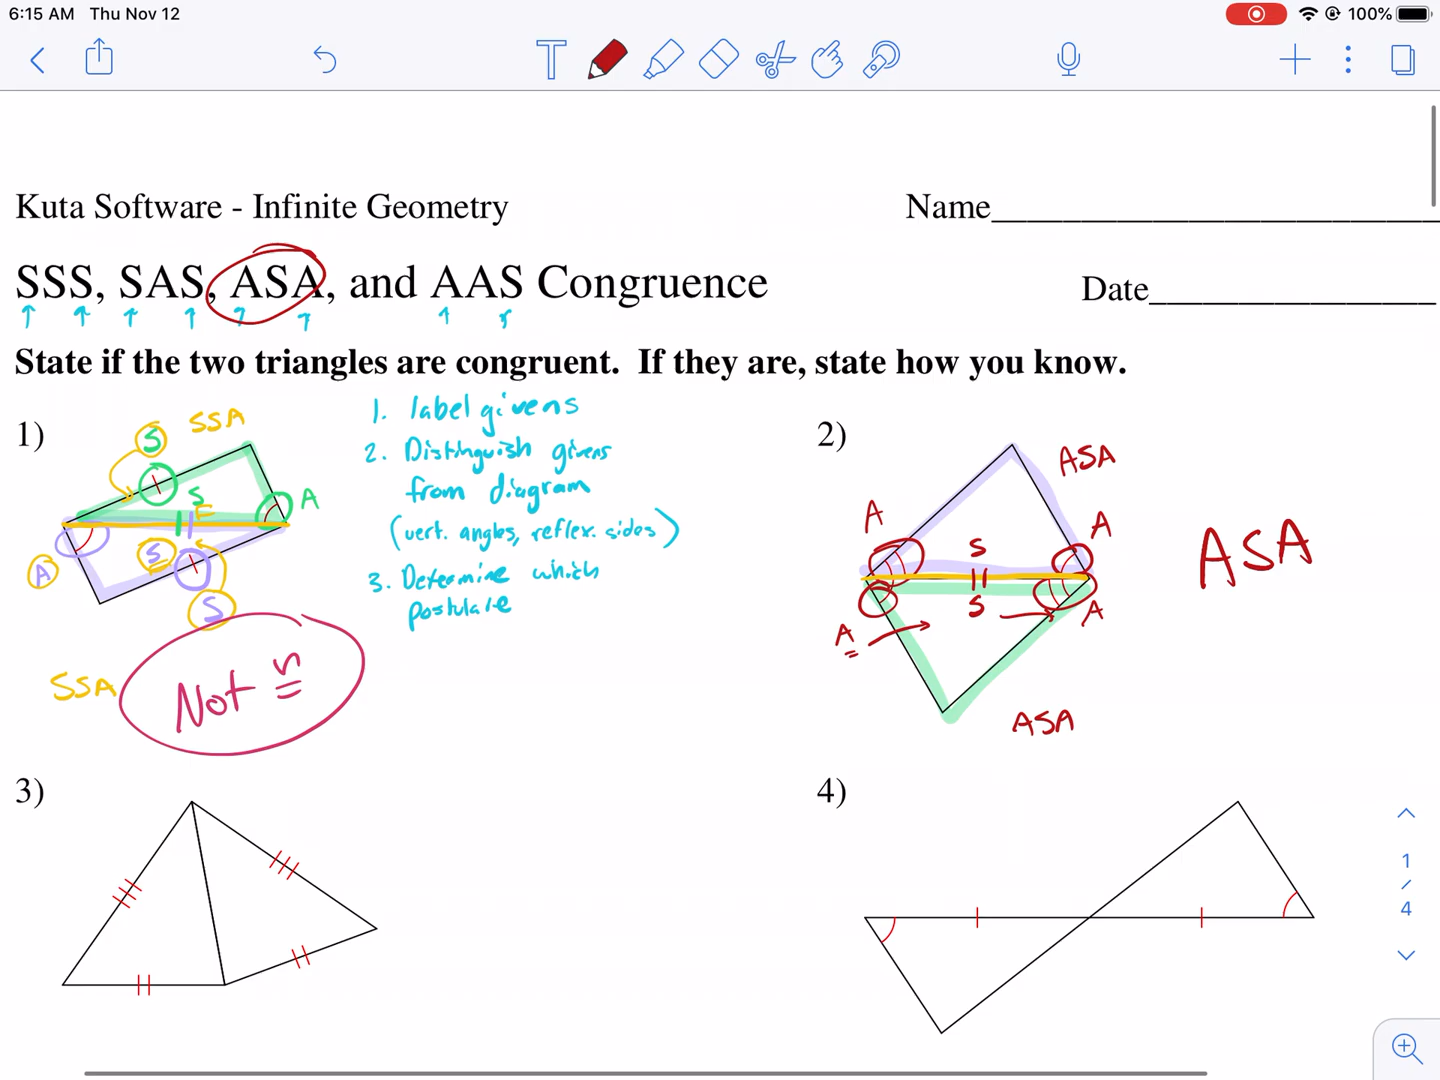 6:15 AM Thu Nov 12
100%
T
Kuta Software - Infinite Geometry
Name
SSS, SAS, ASA, and AAS Congruence
Date
State if the two triangles are congruent. If they are, state how you know.
1)
S
SSA
S
A
A
S
S
SSA
Not ≅
1. label givens
2. Distinguish givens
from diagram
(vert. angles, reflex. sides)
3. Determine which
postulate
2)
ASA
A
A
S
S
A
A
ASA
ASA
3)
4)
1
/
4